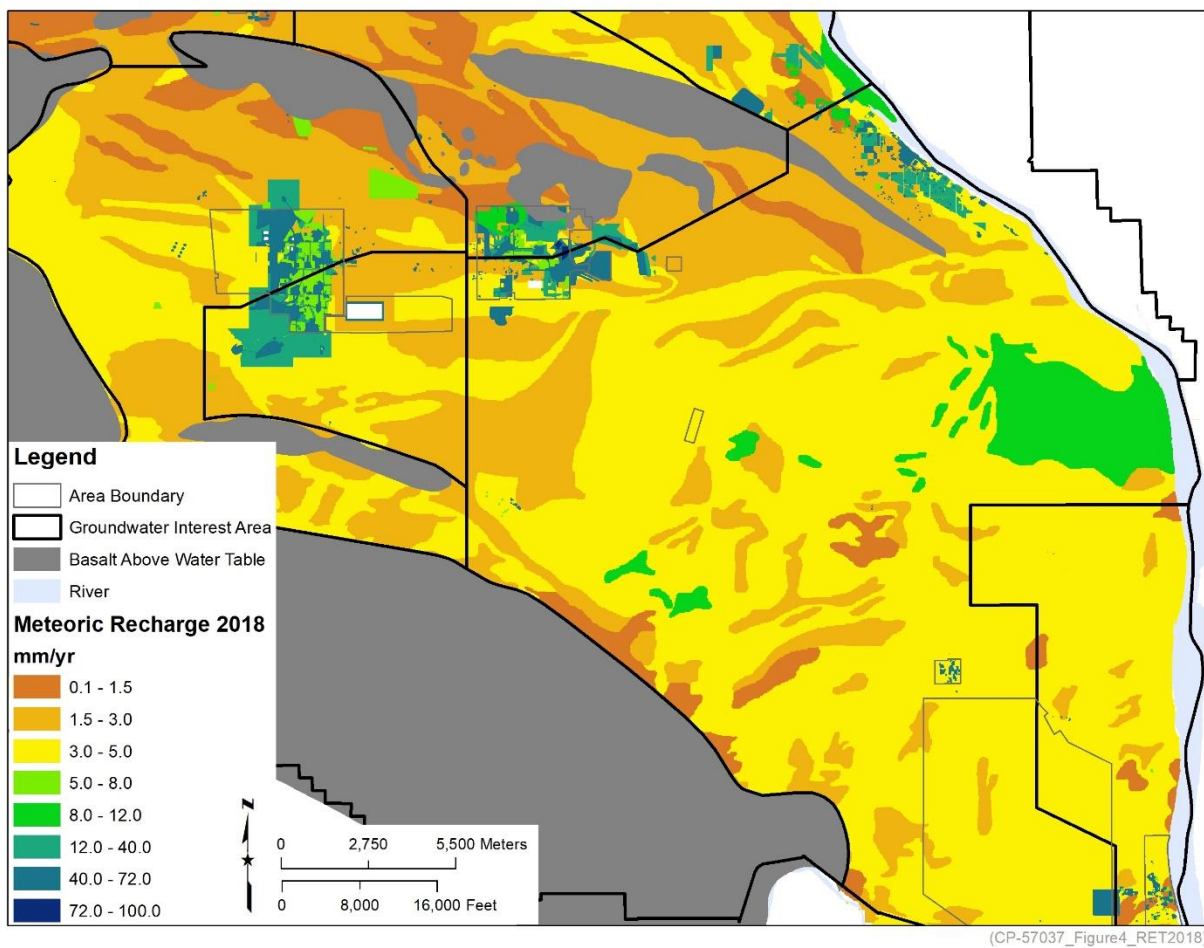 Legend
Area Boundary
Groundwater Interest Area
Basalt Above Water Table
River
Meteoric Recharge 2018
mm/yr
0.1 - 1.5
1.5 - 3.0
3.0 - 5.0
5.0 - 8.0
8.0 - 12.0
12.0 - 40.0
40.0 - 72.0
72.0 - 100.0
N
0 2,750 5,500 Meters
0 8,000 16,000 Feet
(CP-57037_Figure4_RET2018